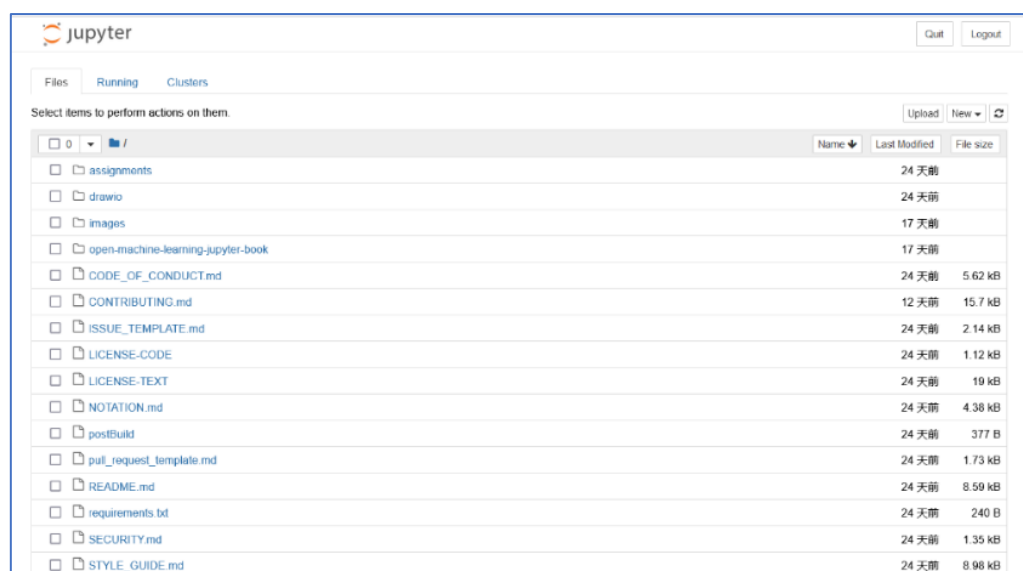 jupyter Quit Logout
Files Running Clusters
Select items to perform actions on them. Upload New
0 / Name Last Modified File size
assignments 24 天前
drawio 24 天前
images 17 天前
open-machine-learning-jupyter-book 17 天前
CODE_OF_CONDUCT.md 24 天前 5.62 kB
CONTRIBUTING.md 12 天前 15.7 kB
ISSUE_TEMPLATE.md 24 天前 2.14 kB
LICENSE-CODE 24 天前 1.12 kB
LICENSE-TEXT 24 天前 19 kB
NOTATION.md 24 天前 4.38 kB
postBuild 24 天前 377 B
pull_request_template.md 24 天前 1.73 kB
README.md 24 天前 8.59 kB
requirements.txt 24 天前 240 B
SECURITY.md 24 天前 1.35 kB
STYLE_GUIDE.md 24 天前 8.98 kB